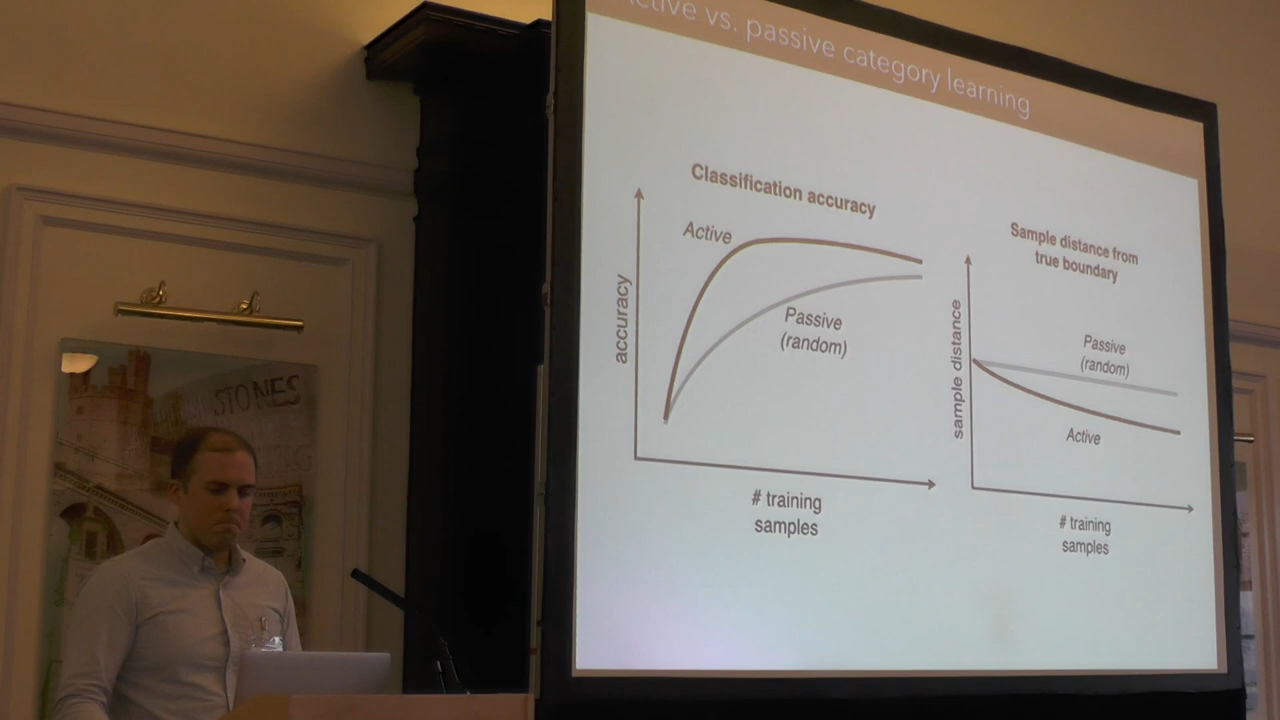 Active vs. passive category learning
Classification accuracy
Active
Passive
(random)
accuracy
# training
samples
Sample distance from
true boundary
Passive
(random)
Active
sample distance
# training
samples
STONES